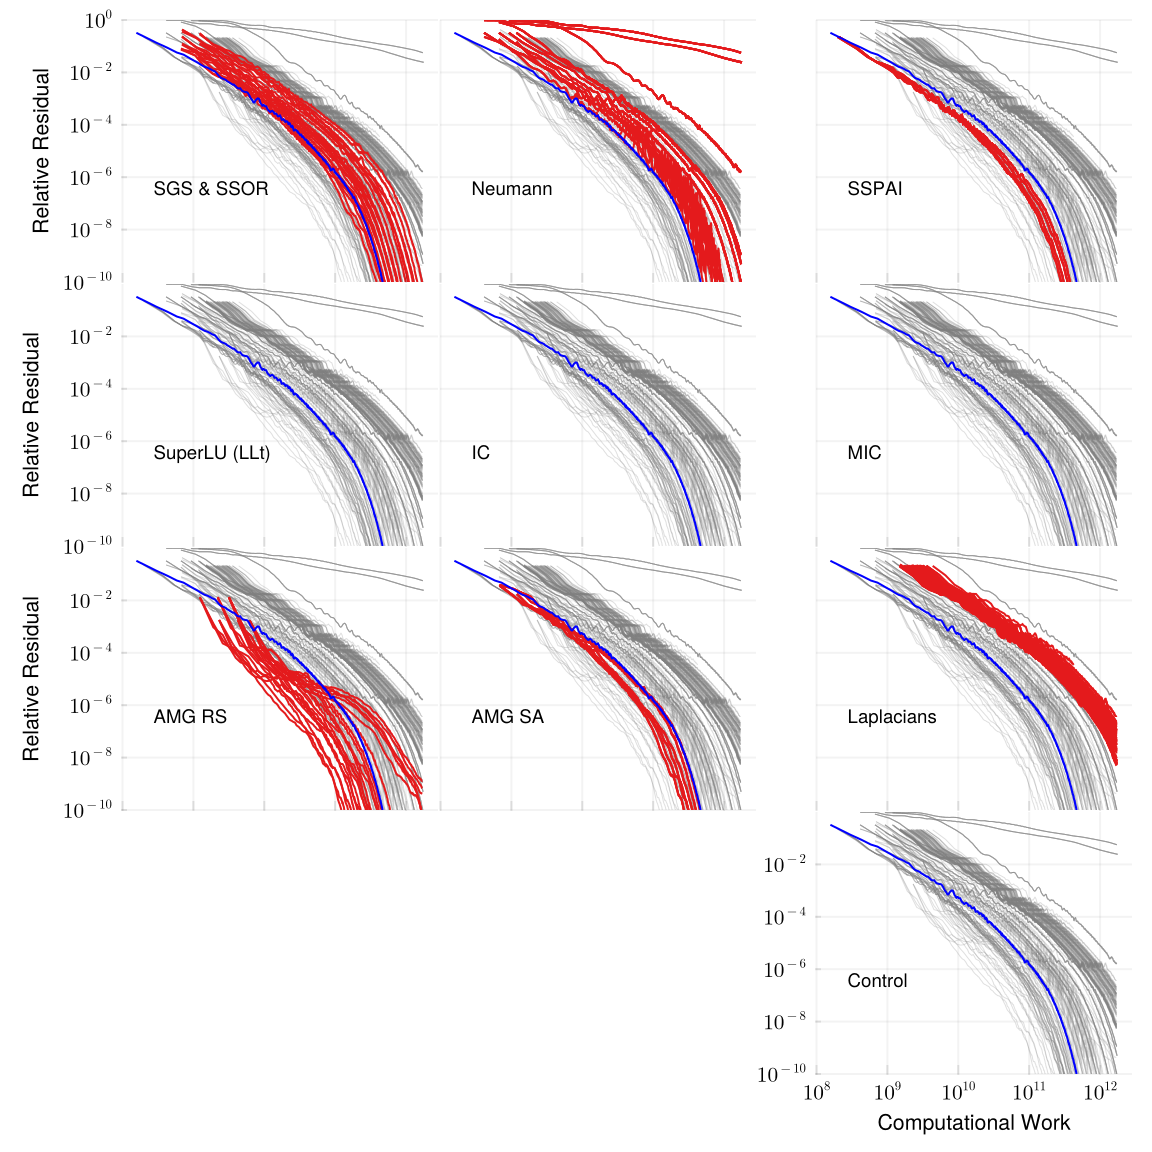 10^0
10^−2
10^−4
10^−6
10^−8
10^−10
Relative Residual
SGS & SSOR
Neumann
SSPAI
10^−2
10^−4
10^−6
10^−8
10^−10
Relative Residual
SuperLU (LLt)
IC
MIC
10^−2
10^−4
10^−6
10^−8
10^−10
Relative Residual
AMG RS
AMG SA
Laplacians
10^−2
10^−4
10^−6
10^−8
10^−10
Control
10^8 10^9 10^10 10^11 10^12
Computational Work